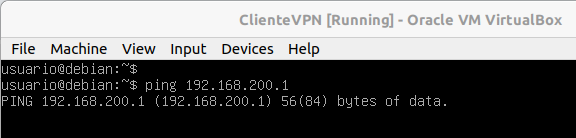 ClienteVPN [Running] - Oracle VM VirtualBox
File Machine View Input Devices Help
usuario@debian:~$
usuario@debian:~$ ping 192.168.200.1
PING 192.168.200.1 (192.168.200.1) 56(84) bytes of data.